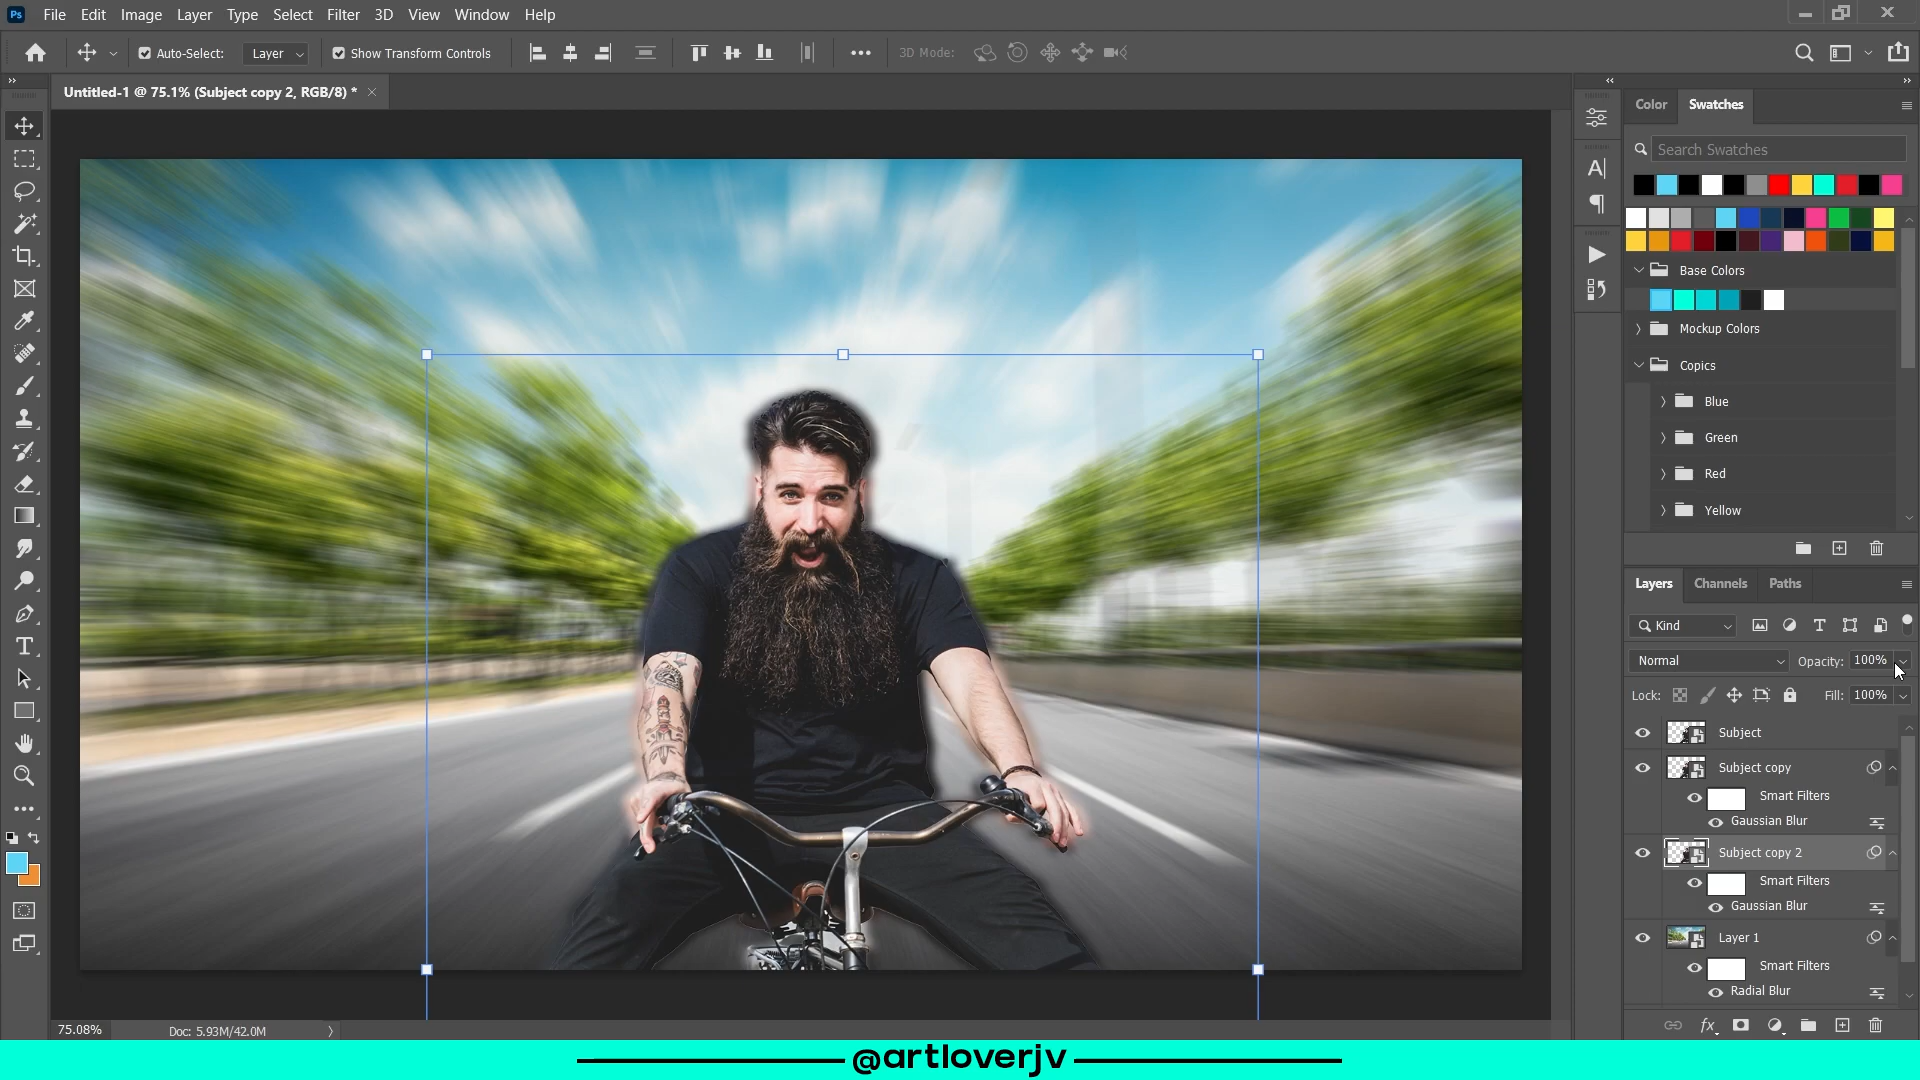 Ps File Edit Image Layer Type Select Filter 3D View Window Help
Auto-Select: Layer Show Transform Controls 3D Mode:
Untitled-1 @ 75.1% (Subject copy 2, RGB/8) *
Color Swatches
Search Swatches
Base Colors
Mockup Colors
Copics
Blue
Green
Red
Yellow
Layers Channels Paths
Kind
Normal Opacity: 100%
Lock: Fill: 100%
Subject
Subject copy
Smart Filters
Gaussian Blur
Subject copy 2
Smart Filters
Gaussian Blur
Layer 1
Smart Filters
Radial Blur
75.08% Doc: 5.93M/42.0M
@artloverjv